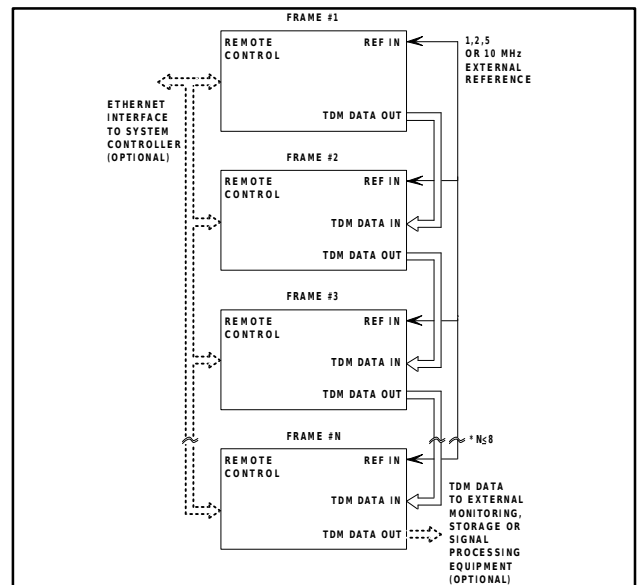 FRAME #1
REMOTE
CONTROL
REF IN
TDM DATA OUT
1,2,5
OR 10 MHz
EXTERNAL
REFERENCE
ETHERNET
INTERFACE
TO SYSTEM
CONTROLLER
(OPTIONAL)
FRAME #2
REMOTE
CONTROL
REF IN
TDM DATA IN
TDM DATA OUT
FRAME #3
REMOTE
CONTROL
REF IN
TDM DATA IN
TDM DATA OUT
*N≤8
FRAME #N
REMOTE
CONTROL
REF IN
TDM DATA IN
TDM DATA OUT
TDM DATA
TO EXTERNAL
MONITORING,
STORAGE OR
SIGNAL
PROCESSING
EQUIPMENT
(OPTIONAL)